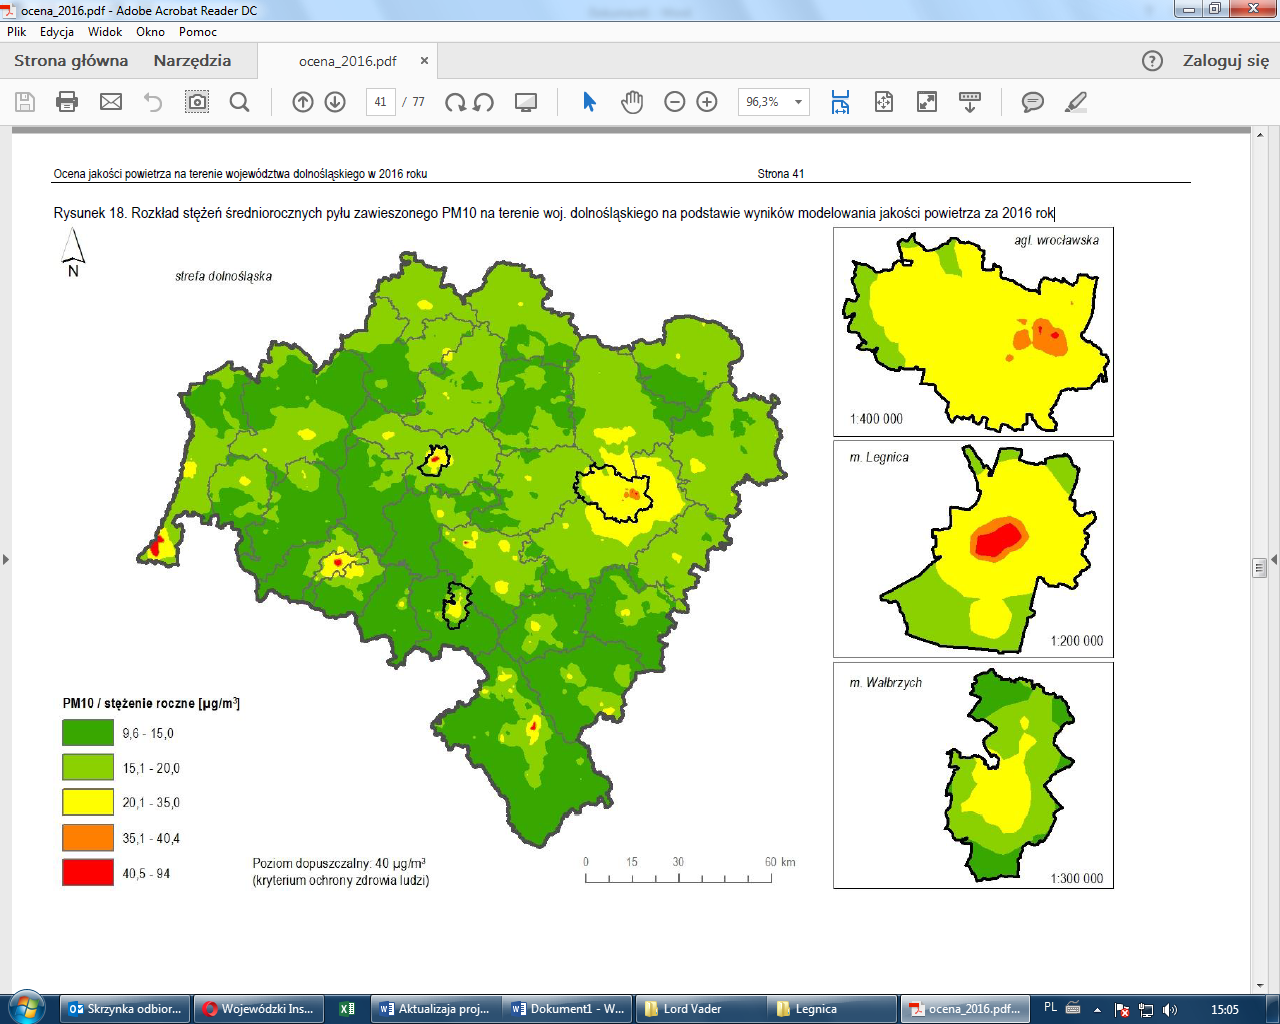 ocena_2016.pdf - Adobe Acrobat Reader DC
Plik Edycja Widok Okno Pomoc
Strona główna Narzędzia ocena_2016.pdf × ? Zaloguj się
41 / 77 96,3%
Ocena jakości powietrza na terenie województwa dolnośląskiego w 2016 roku Strona 41
Rysunek 18. Rozkład stężeń średniorocznych pyłu zawieszonego PM10 na terenie woj. dolnośląskiego na podstawie wyników modelowania jakości powietrza za 2016 rok
N
strefa dolnośląska
agl. wrocławska
1:400 000
m. Legnica
1:200 000
m. Wałbrzych
1:300 000
PM10 / stężenie roczne [µg/m³]
9,6 - 15,0
15,1 - 20,0
20,1 - 35,0
35,1 - 40,4
40,5 - 94
Poziom dopuszczalny: 40 µg/m³
(kryterium ochrony zdrowia ludzi)
0 15 30 60 km
Skrzynka odbior... Wojewódzki Ins... Aktualizaja proj... Dokument1 - W... Lord Vader Legnica ocena_2016.pdf... PL 15:05